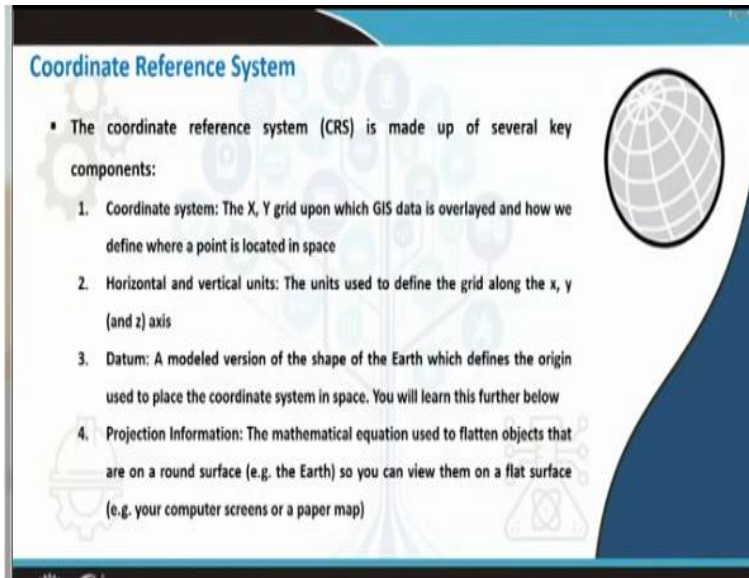 Coordinate Reference System
▪ The coordinate reference system (CRS) is made up of several key
components:
1. Coordinate system: The X, Y grid upon which GIS data is overlayed and how we
define where a point is located in space
2. Horizontal and vertical units: The units used to define the grid along the x, y
(and z) axis
3. Datum: A modeled version of the shape of the Earth which defines the origin
used to place the coordinate system in space. You will learn this further below
4. Projection Information: The mathematical equation used to flatten objects that
are on a round surface (e.g. the Earth) so you can view them on a flat surface
(e.g. your computer screens or a paper map)